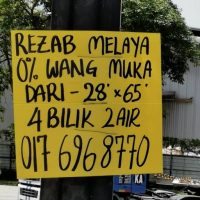 REZAB MELAYA
0% WANG MUKA
DARI - 28' x 65'
4 BILIK 2 AIR
017 696 8770